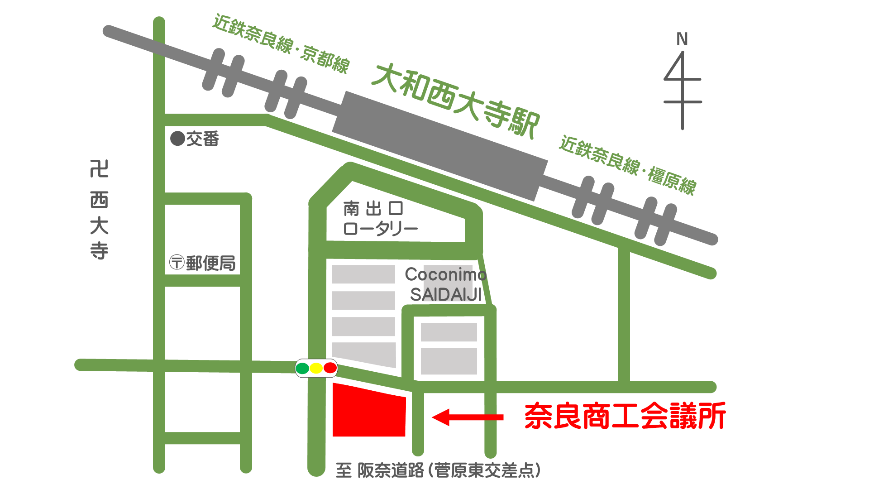 近鉄奈良線・京都線
大和西大寺駅
N
近鉄奈良線・橿原線
交番
卍 西大寺
南出口
ロータリー
〒郵便局
Coconimo
SAIDAIJI
奈良商工会議所
至 阪奈道路(菅原東交差点)